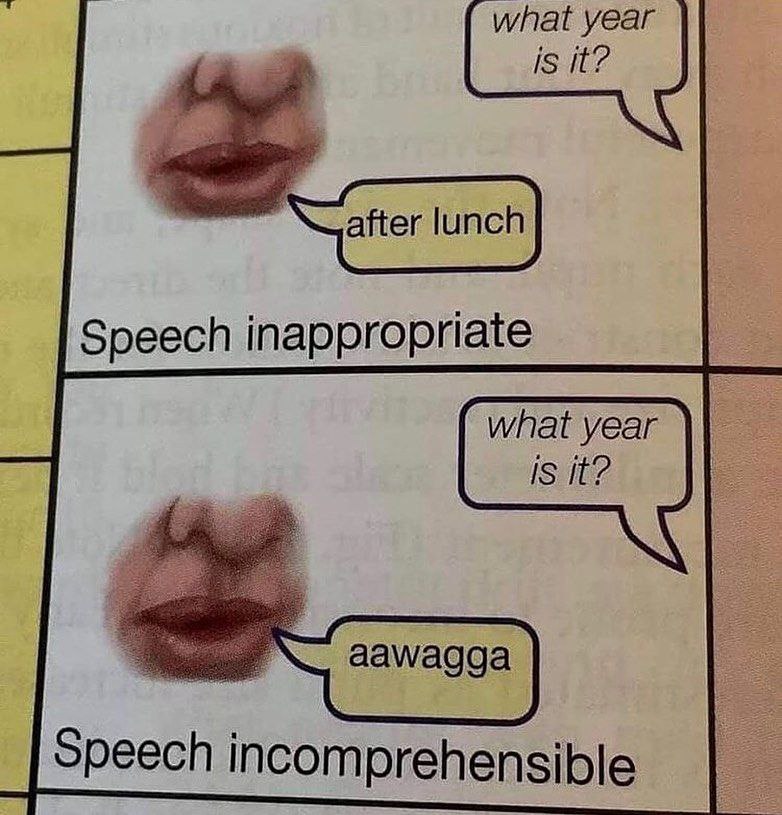 what year
is it?
after lunch
Speech inappropriate
what year
is it?
aawagga
Speech incomprehensible